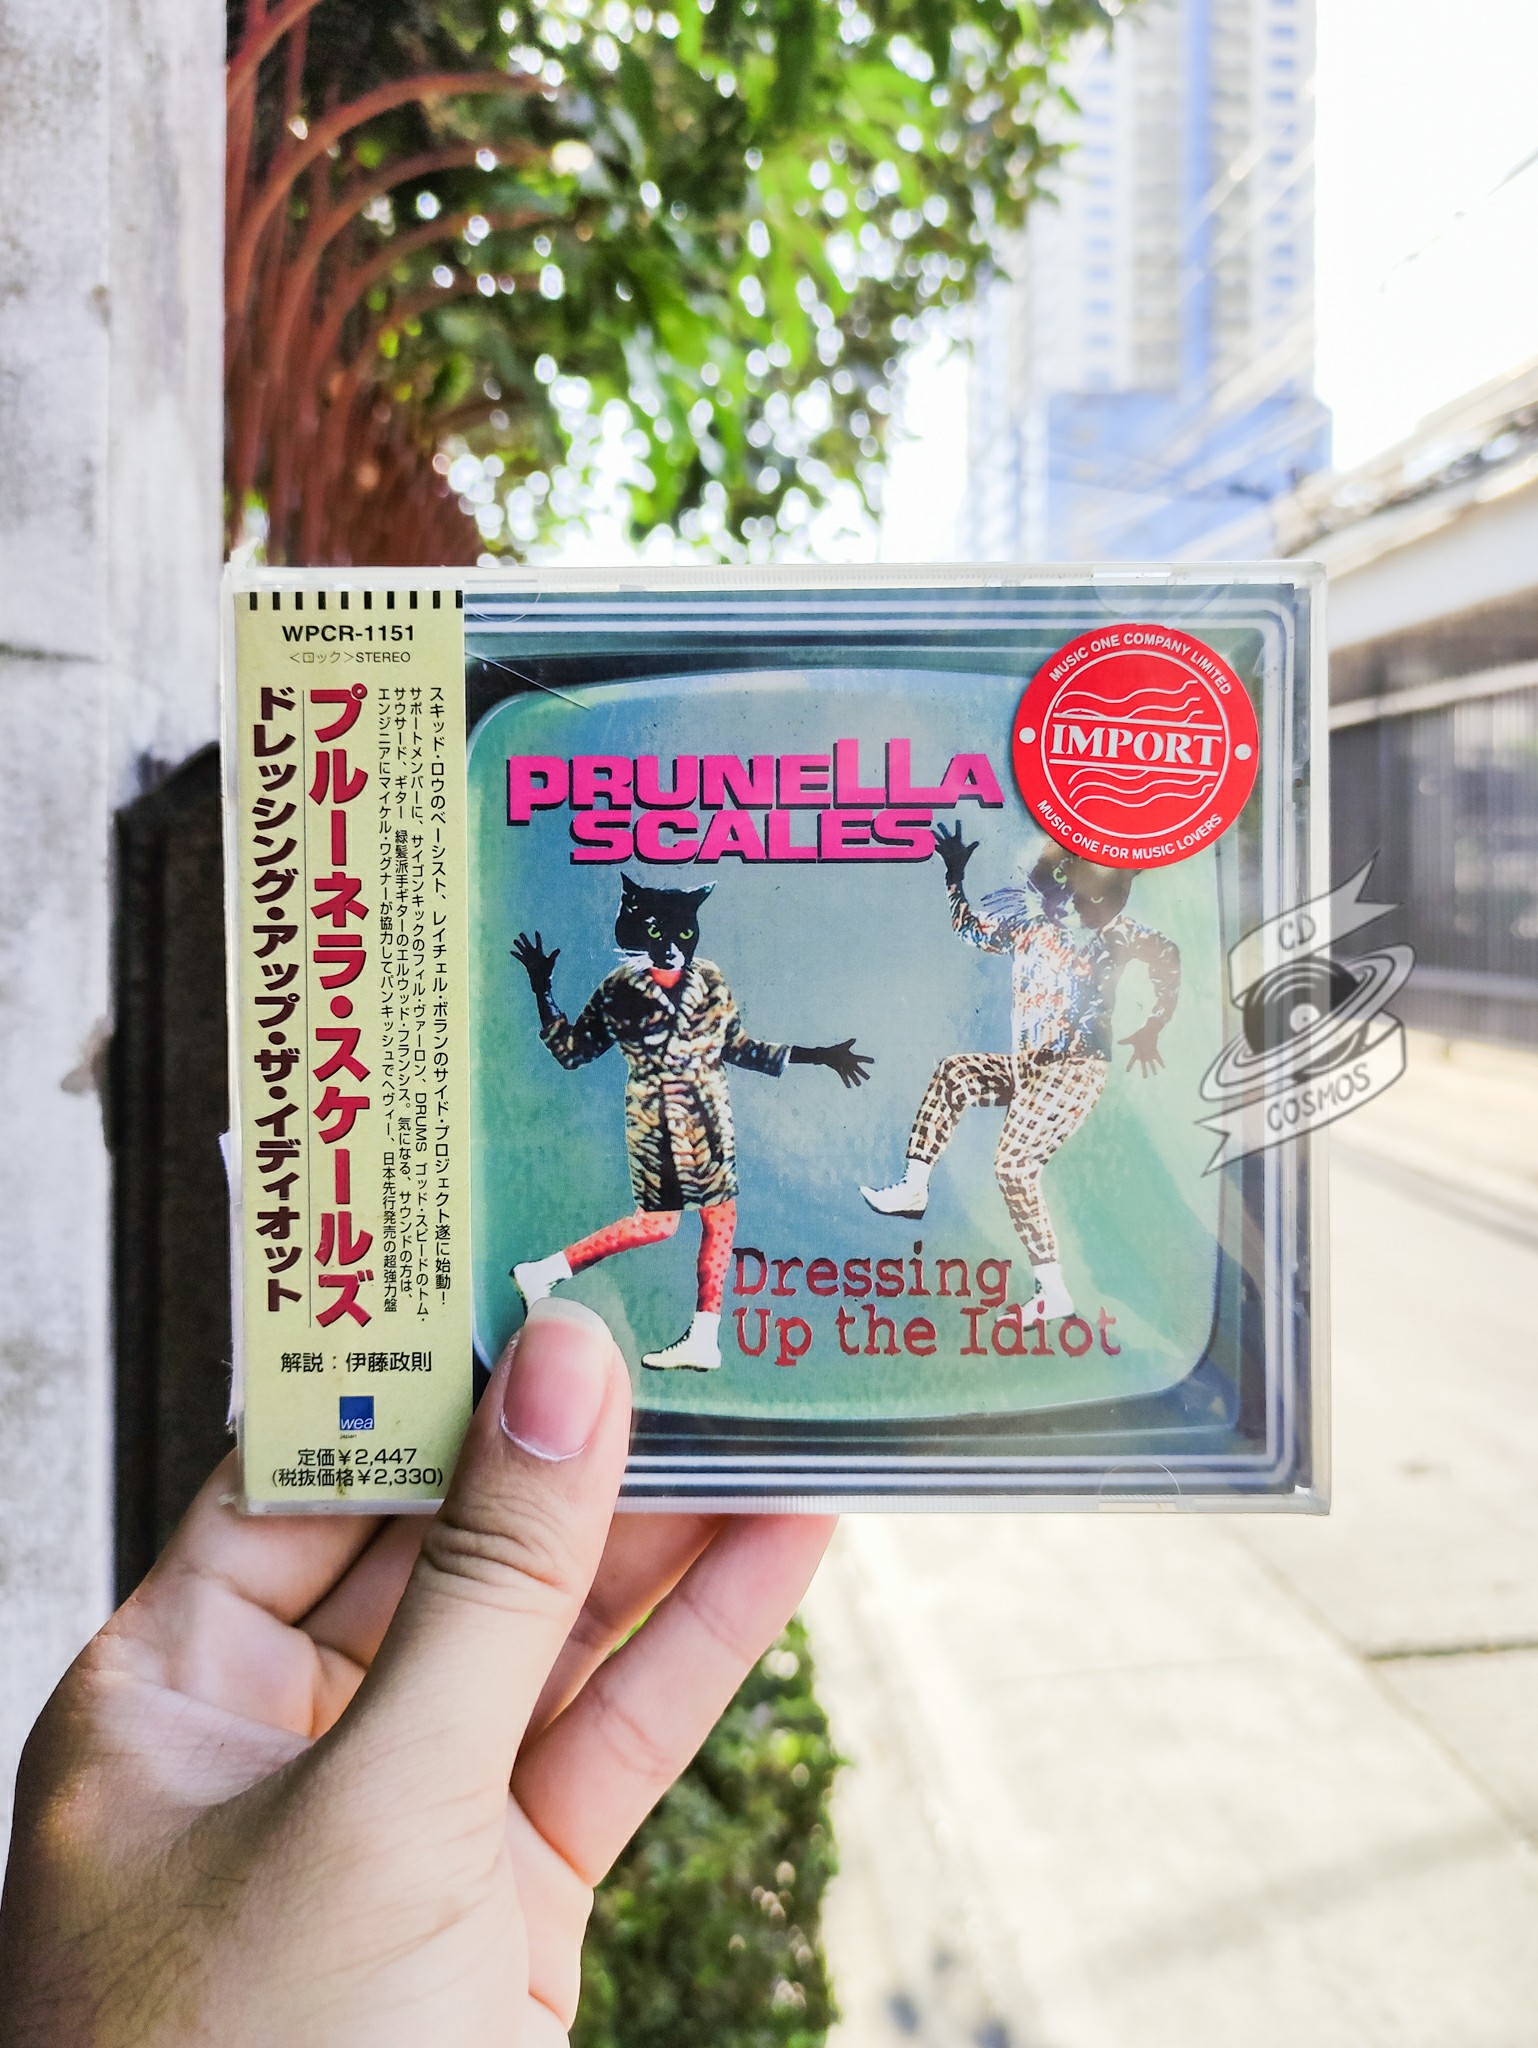 WPCR-1151
<ロック>STEREO
スキッド・ロウのベーシスト、レイチェル・ボランのサイド・プロジェクト遂に始動!
サポートメンバーに、サイゴンキックのフィル・ヴァーロン、DRUMS ゴッド・スピードのトム・
サウサード、ギター 緑髪派手ギターのエルウッド・フランシス。気になる、サウンドの方は、
エンジニアにマイケル・ワグナーが協力してパンキッシュでヘヴィー、日本先行発売の超強力盤
プルーネラ・スケールズ
ドレッシング・アップ・ザ・イディオット
解説：伊藤政則
wea
japan
定価￥2,447
(税抜価格￥2,330)
PRUNELLA
SCALES
MUSIC ONE COMPANY LIMITED
IMPORT
MUSIC ONE FOR MUSIC LOVERS
Dressing
Up the Idiot
CD
COSMOS